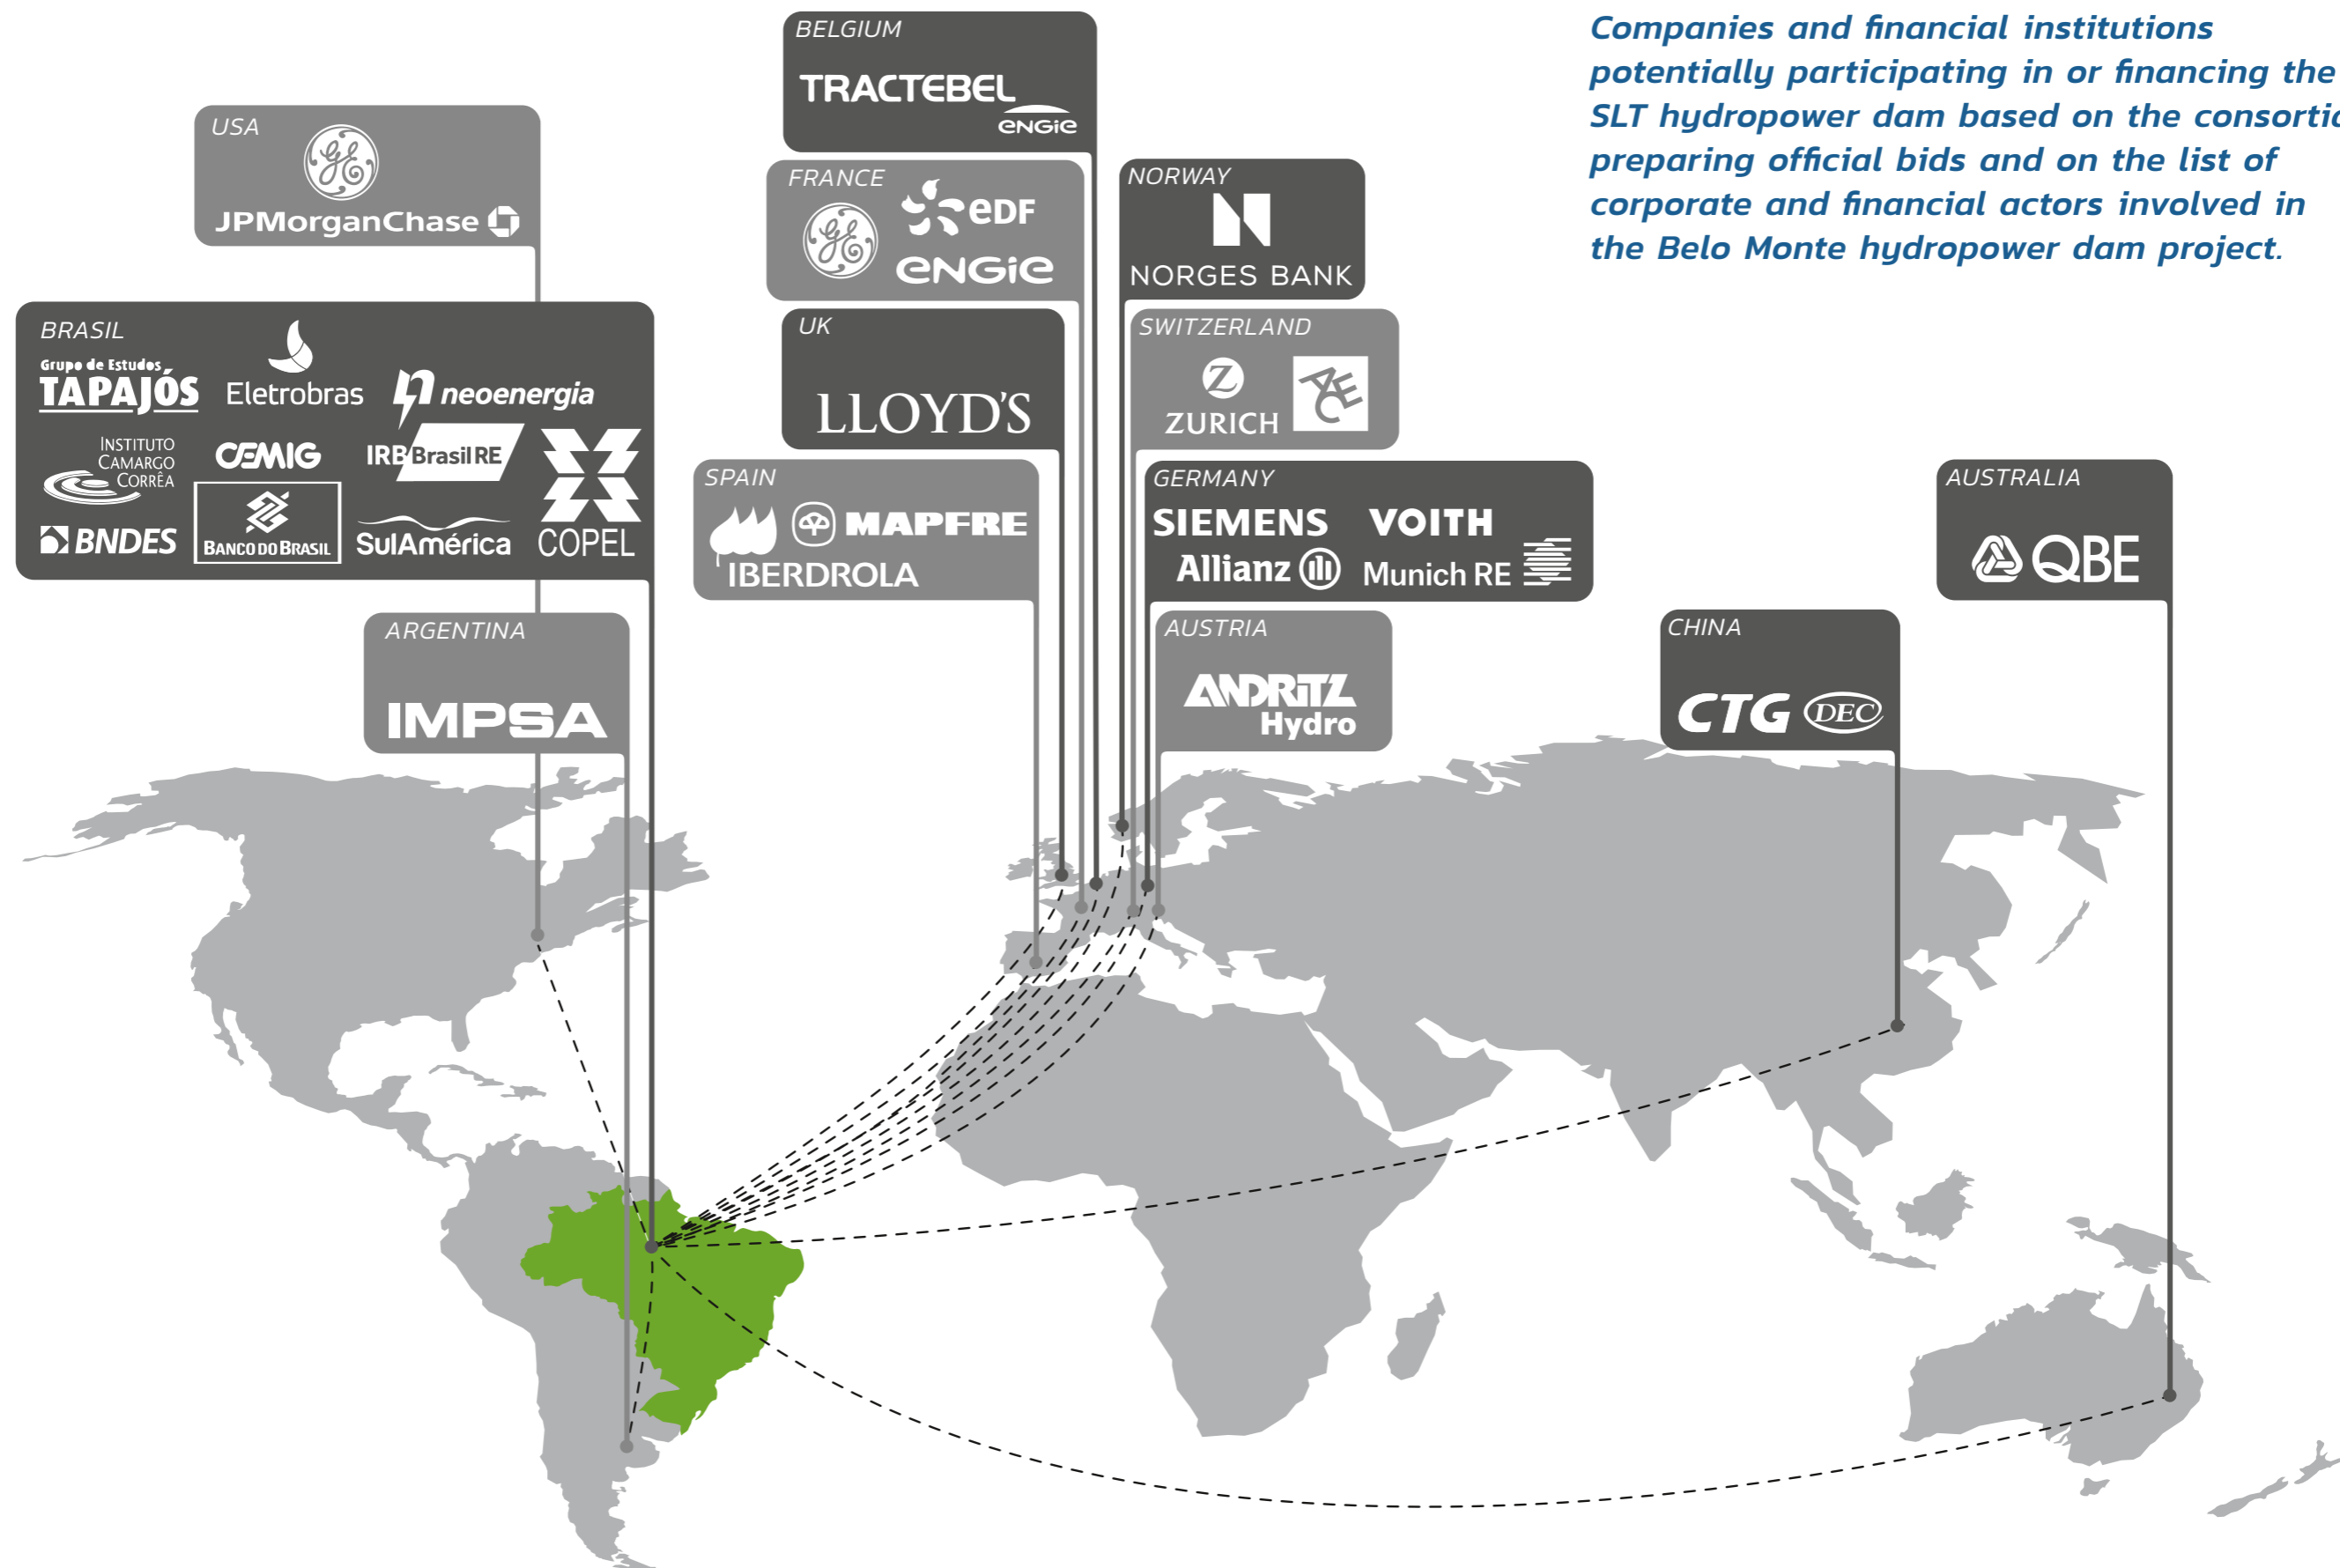 Companies and financial institutions
potentially participating in or financing the
SLT hydropower dam based on the consortia
preparing official bids and on the list of
corporate and financial actors involved in
the Belo Monte hydropower dam project.
BELGIUM
TRACTEBEL
ENGIE
USA
GE
JPMorganChase
FRANCE
GE
eDF
ENGIE
NORWAY
N
NORGES BANK
BRASIL
Grupo de Estudos
TAPAJÓS
Eletrobras
n neoenergia
INSTITUTO
CAMARGO
CORRÊA
CEMIG
IRB Brasil RE
COPEL
BNDES
BANCO DO BRASIL
SulAmérica
UK
LLOYD'S
SWITZERLAND
Z
ZURICH
ACE
SPAIN
MAPFRE
IBERDROLA
GERMANY
SIEMENS VOITH
Allianz Munich RE
AUSTRALIA
QBE
ARGENTINA
IMPSA
AUSTRIA
ANDRITZ
Hydro
CHINA
CTG DEC